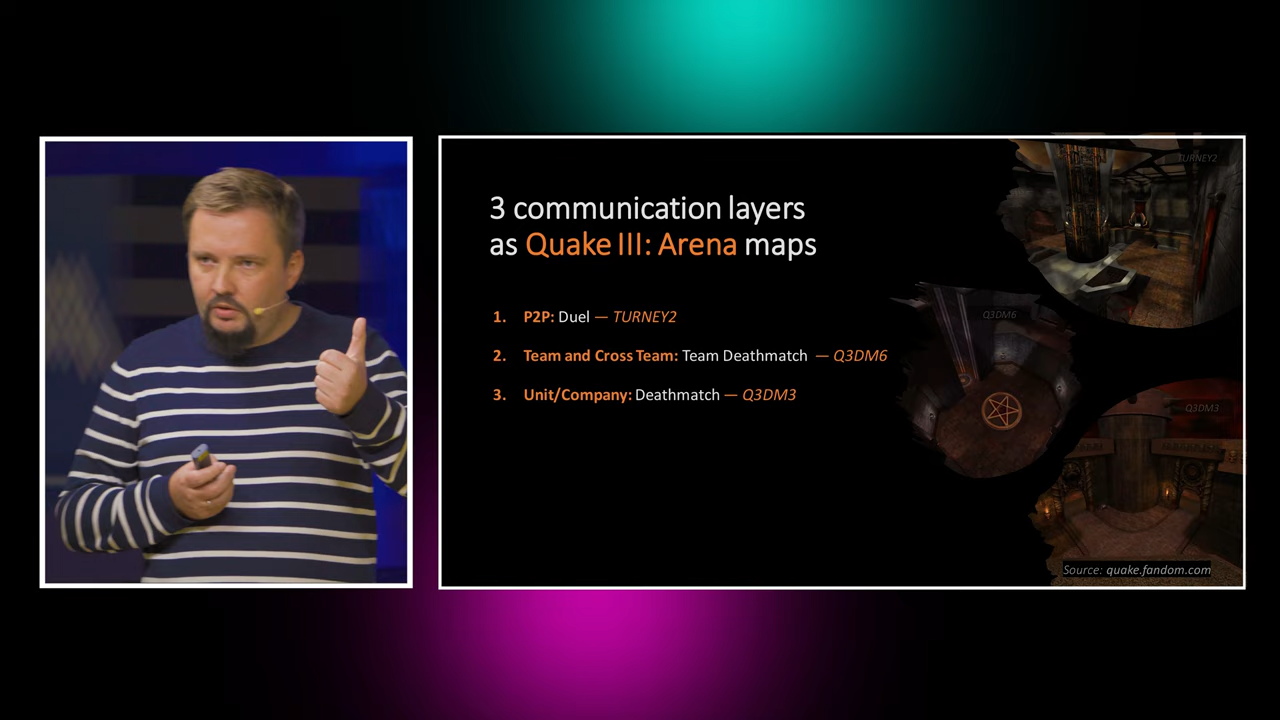 3 communication layers
as Quake III: Arena maps
1. P2P: Duel — TURNEY2
2. Team and Cross Team: Team Deathmatch — Q3DM6
3. Unit/Company: Deathmatch — Q3DM3
TURNEY2
Q3DM6
Q3DM3
Source: quake.fandom.com